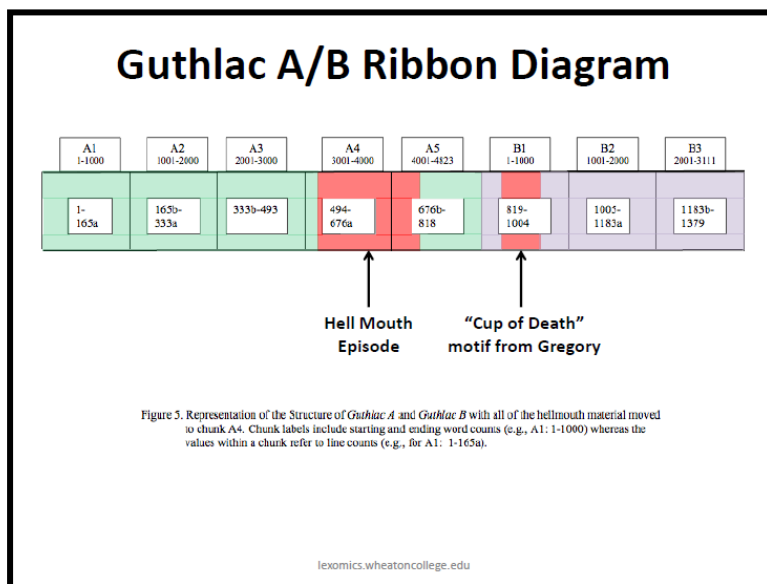 Guthlac A/B Ribbon Diagram
A1
1-1000
A2
1001-2000
A3
2001-3000
A4
3001-4000
A5
4001-4823
B1
1-1000
B2
1001-2000
B3
2001-3111
1-
165a
165b-
333a
333b-493
494-
676a
676b-
818
819-
1004
1005-
1183a
1183b-
1379
Hell Mouth
Episode
“Cup of Death”
motif from Gregory
Figure 5. Representation of the Structure of Guthlac A and Guthlac B with all of the hellmouth material moved
to chunk A4. Chunk labels include starting and ending word counts (e.g., A1: 1-1000) whereas the
values within a chunk refer to line counts (e.g., for A1: 1-165a).
lexomics.wheatoncollege.edu